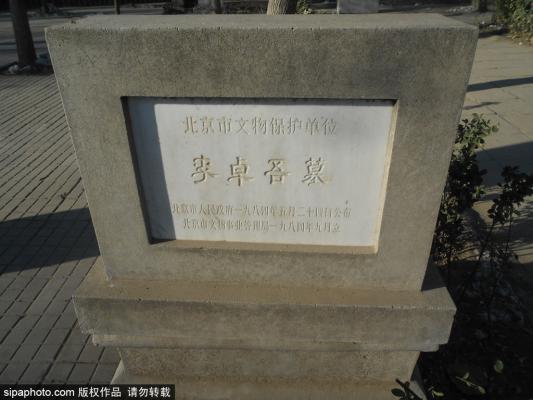 北京市文物保护单位
李卓吾墓
北京市人民政府一九八四年五月二十四日公布
北京市文物事业管理局一九八四年九月立
sipaphoto.com 版权作品 请勿转载